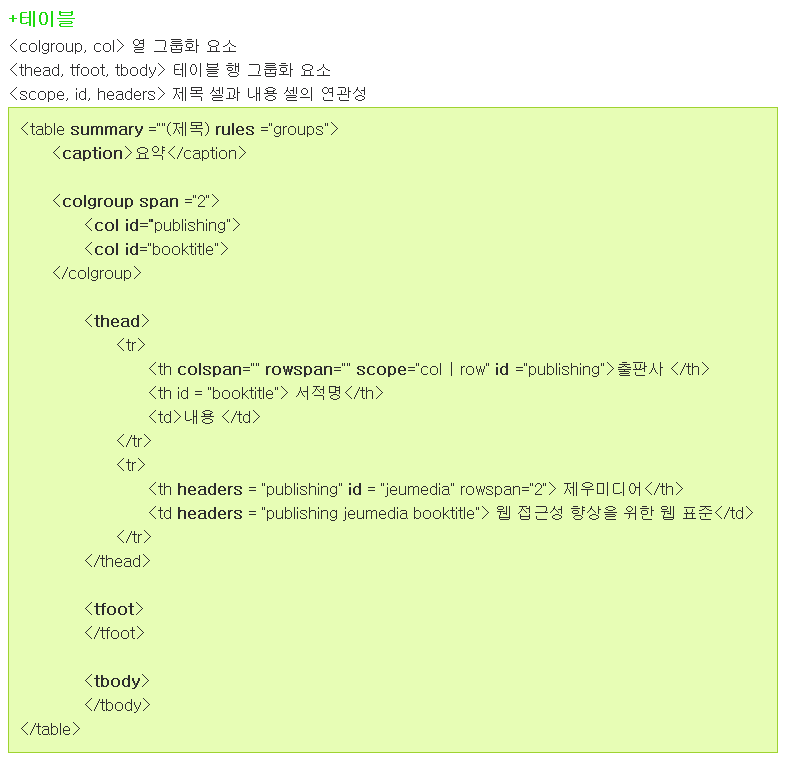 +테이블
<colgroup, col> 열 그룹화 요소
<thead, tfoot, tbody> 테이블 행 그룹화 요소
<scope, id, headers> 제목 셀과 내용 셀의 연관성
<table summary =""(제목) rules ="groups">
<caption>요약</caption>
<colgroup span ="2">
<col id="publishing">
<col id="booktitle">
</colgroup>
<thead>
<tr>
<th colspan="" rowspan="" scope="col | row" id ="publishing">출판사 </th>
<th id = "booktitle"> 서적명</th>
<td>내용 </td>
</tr>
<tr>
<th headers = "publishing" id = "jeumedia" rowspan="2"> 제우미디어</th>
<td headers = "publishing jeumedia booktitle"> 웹 접근성 향상을 위한 웹 표준</td>
</tr>
</thead>
<tfoot>
</tfoot>
<tbody>
</tbody>
</table>